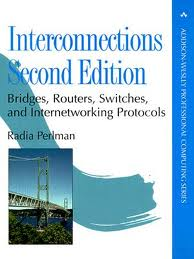 Interconnections
Second Edition
Bridges, Routers, Switches,
and Internetworking Protocols
Radia Perlman
ADDISON-WESLEY PROFESSIONAL COMPUTING SERIES